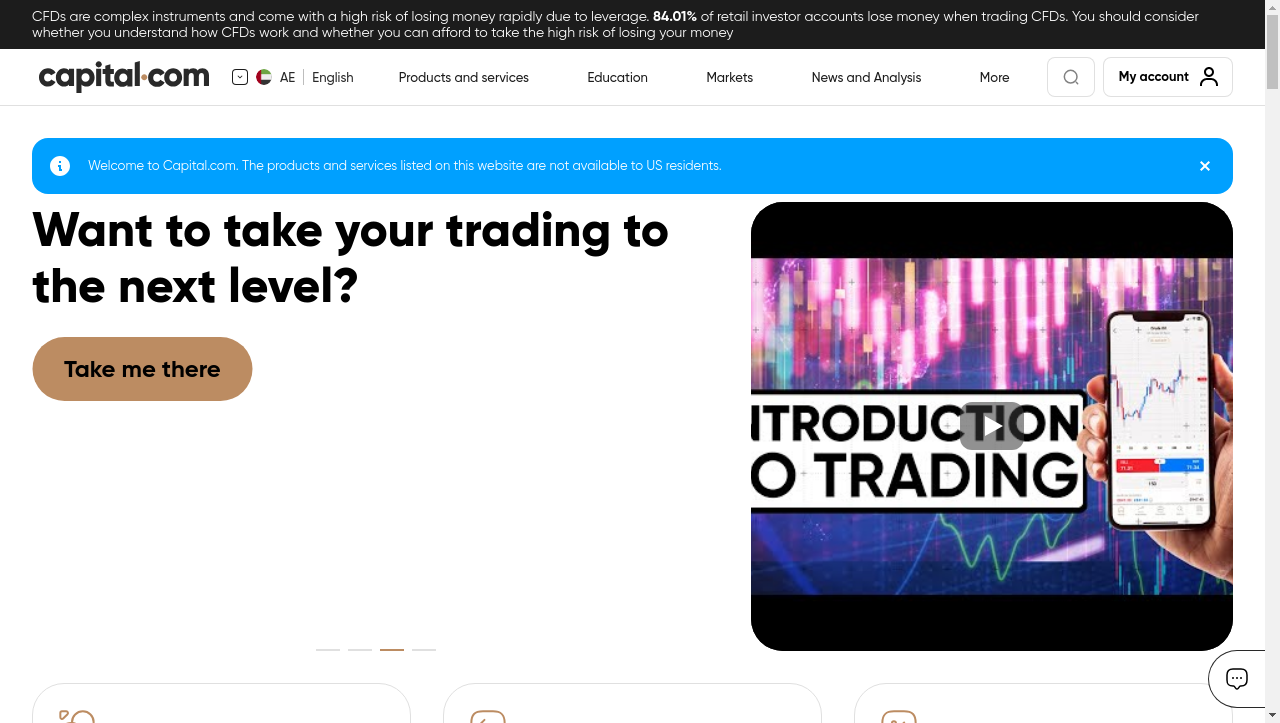 CFDs are complex instruments and come with a high risk of losing money rapidly due to leverage. 84.01% of retail investor accounts lose money when trading CFDs. You should consider
whether you understand how CFDs work and whether you can afford to take the high risk of losing your money
capital.com
AE
English
Products and services
Education
Markets
News and Analysis
More
My account
Welcome to Capital.com. The products and services listed on this website are not available to US residents.
Want to take your trading to
the next level?
Take me there
NTRODUCTION
O TRADING